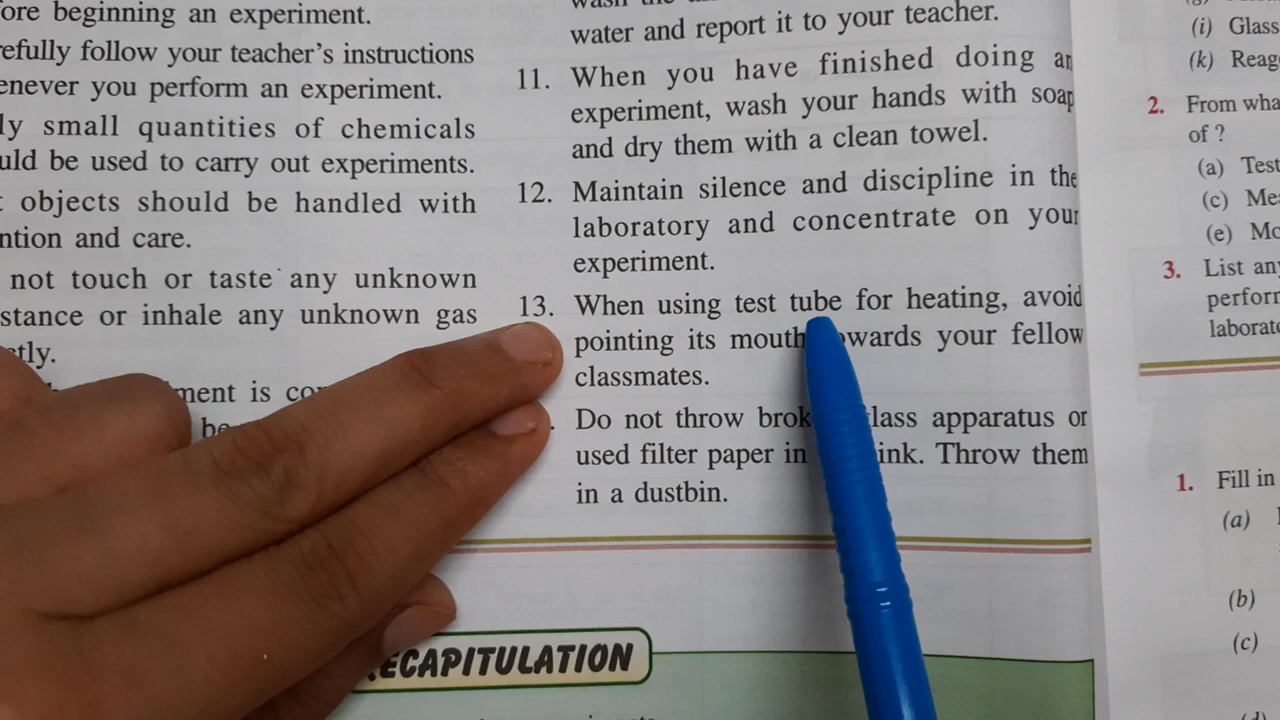 ore beginning an experiment.
efully follow your teacher's instructions
enever you perform an experiment.
ly small quantities of chemicals
uld be used to carry out experiments.
objects should be handled with
ntion and care.
not touch or taste any unknown
stance or inhale any unknown gas
ctly.
ment is co
be
water and report it to your teacher.
11. When you have finished doing an
experiment, wash your hands with soap
and dry them with a clean towel.
12. Maintain silence and discipline in the
laboratory and concentrate on your
experiment.
13. When using test tube for heating, avoid
pointing its mouth wards your fellow
classmates.
. Do not throw brok lass apparatus or
used filter paper in ink. Throw them
in a dustbin.
ECAPITULATION
(i) Glass
(k) Reag
2. From wha
of ?
(a) Test
(c) Me
(e) Mo
3. List any
perform
laborato
1. Fill in
(a)
(b)
(c)
(d)